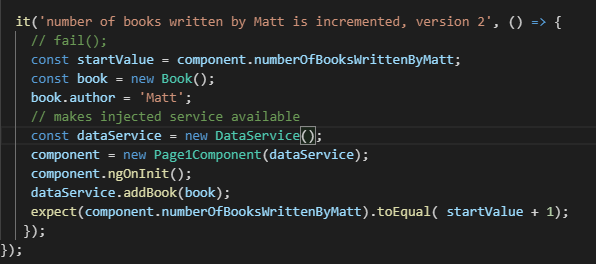 it('number of books written by Matt is incremented, version 2', () => {
// fail();
const startValue = component.numberOfBooksWrittenByMatt;
const book = new Book();
book.author = 'Matt';
// makes injected service available
const dataService = new DataService();
component = new Page1Component(dataService);
component.ngOnInit();
dataService.addBook(book);
expect(component.numberOfBooksWrittenByMatt).toEqual( startValue + 1);
});
});